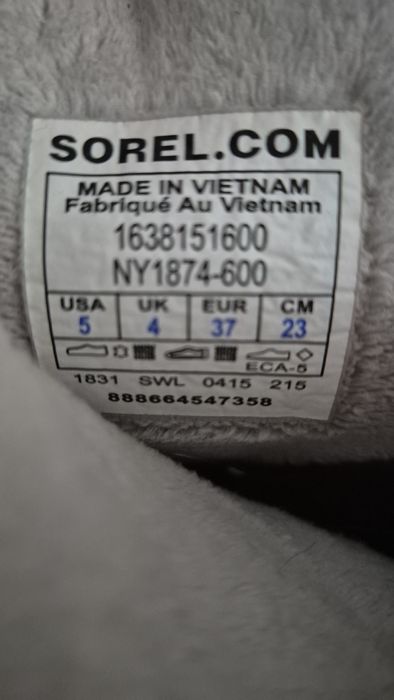 SOREL.COM
MADE IN VIETNAM
Fabriqué Au Vietnam
1638151600
NY1874-600
USA UK EUR CM
5 4 37 23
ECA-5
1831 SWL 0415 215
888664547358